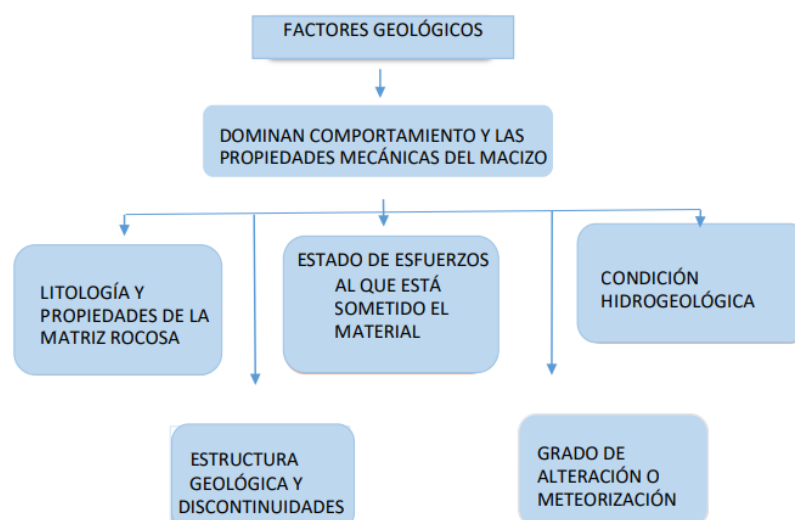 FACTORES GEOLÓGICOS
DOMINAN COMPORTAMIENTO Y LAS
PROPIEDADES MECÁNICAS DEL MACIZO
LITOLOGÍA Y
PROPIEDADES DE LA
MATRIZ ROCOSA
ESTADO DE ESFUERZOS
AL QUE ESTÁ
SOMETIDO EL
MATERIAL
CONDICIÓN
HIDROGEOLÓGICA
ESTRUCTURA
GEOLÓGICA Y
DISCONTINUIDADES
GRADO DE
ALTERACIÓN O
METEORIZACIÓN